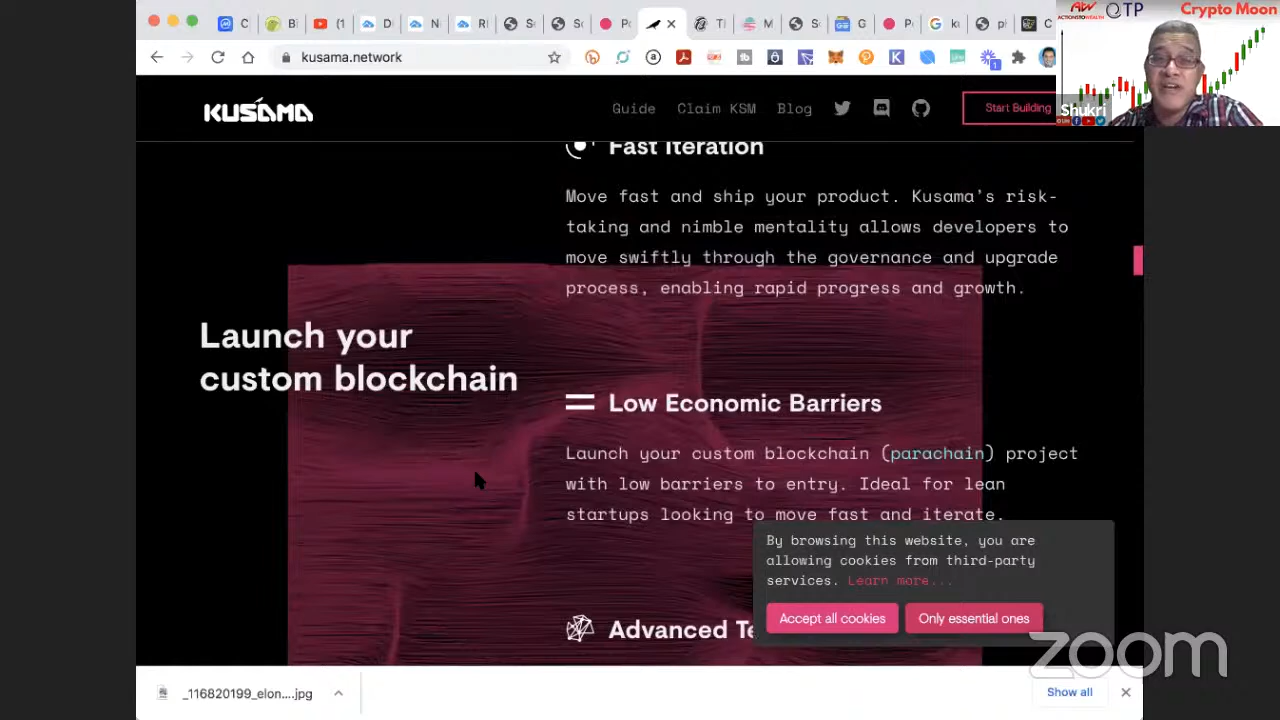 ACTIONSTOWEALTH
OTP
Crypto Moon
kusama.network
Shukri
KUSAMA
Guide
Claim KSM
Blog
Start Building
Fast Iteration
Move fast and ship your product. Kusama's risk-
taking and nimble mentality allows developers to
move swiftly through the governance and upgrade
process, enabling rapid progress and growth.
Launch your
custom blockchain
Low Economic Barriers
Launch your custom blockchain (parachain) project
with low barriers to entry. Ideal for lean
startups looking to move fast and iterate.
By browsing this website, you are
allowing cookies from third-party
services. Learn more...
Accept all cookies
Only essential ones
Advanced Te
zoom
_116820199_elon....jpg
Show all